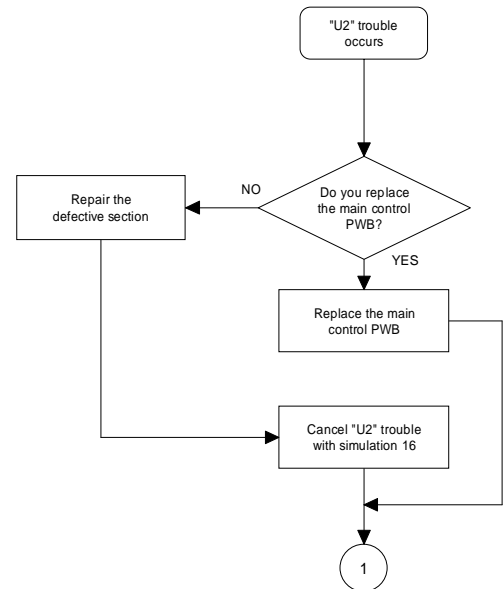 "U2" trouble
occurs
Do you replace
the main control
PWB?
NO
Repair the
defective section
YES
Replace the main
control PWB
Cancel "U2" trouble
with simulation 16
1